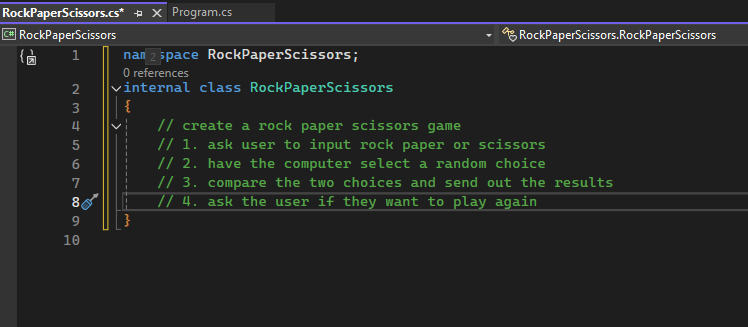 RockPaperScissors.cs*
Program.cs
C# RockPaperScissors
RockPaperScissors.RockPaperScissors
1 namespace RockPaperScissors;
2
0 references
2 internal class RockPaperScissors
3 {
4 // create a rock paper scissors game
5 // 1. ask user to input rock paper or scissors
6 // 2. have the computer select a random choice
7 // 3. compare the two choices and send out the results
8 // 4. ask the user if they want to play again
9 }
10